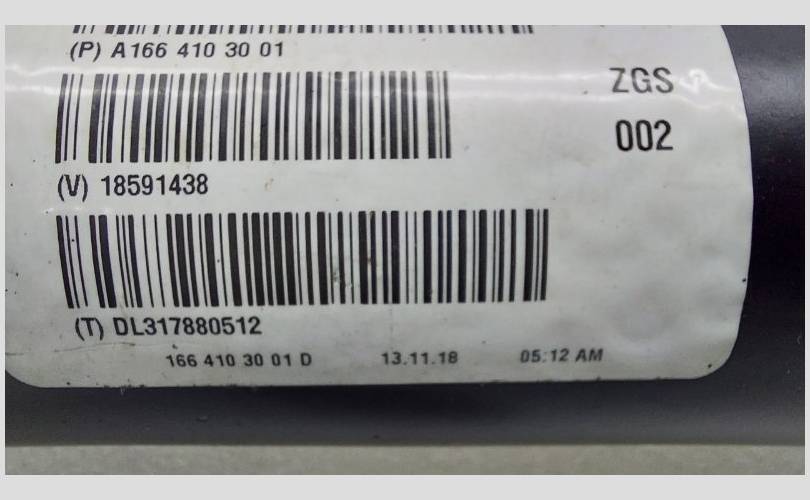 (P) A166 410 30 01
ZGS
002
(V) 18591438
(T) DL317880512
166 410 30 01 D 13.11.18 05:12 AM